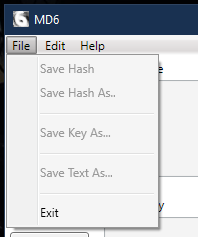 MD6
File Edit Help
Save Hash
Save Hash As..
Save Key As...
Save Text As...
Exit